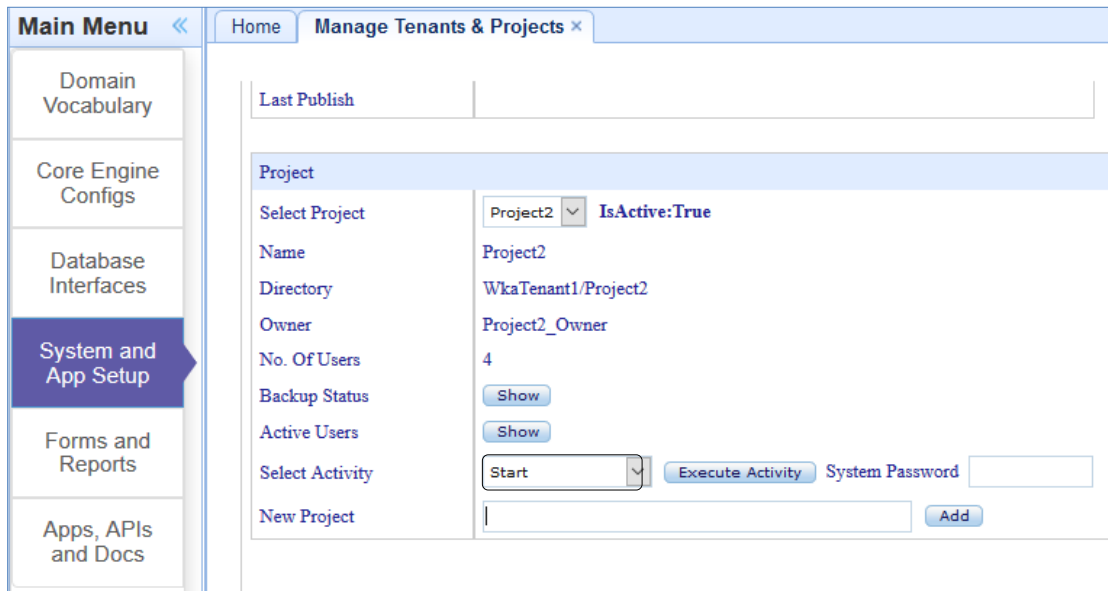 Main Menu «
Home
Manage Tenants & Projects ×
Domain
Vocabulary
Core Engine
Configs
Database
Interfaces
System and
App Setup
Forms and
Reports
Apps, APIs
and Docs
Last Publish
Project
Select Project Project2 IsActive:True
Name Project2
Directory WkaTenant1/Project2
Owner Project2_Owner
No. Of Users 4
Backup Status Show
Active Users Show
Select Activity Start Execute Activity System Password
New Project Add